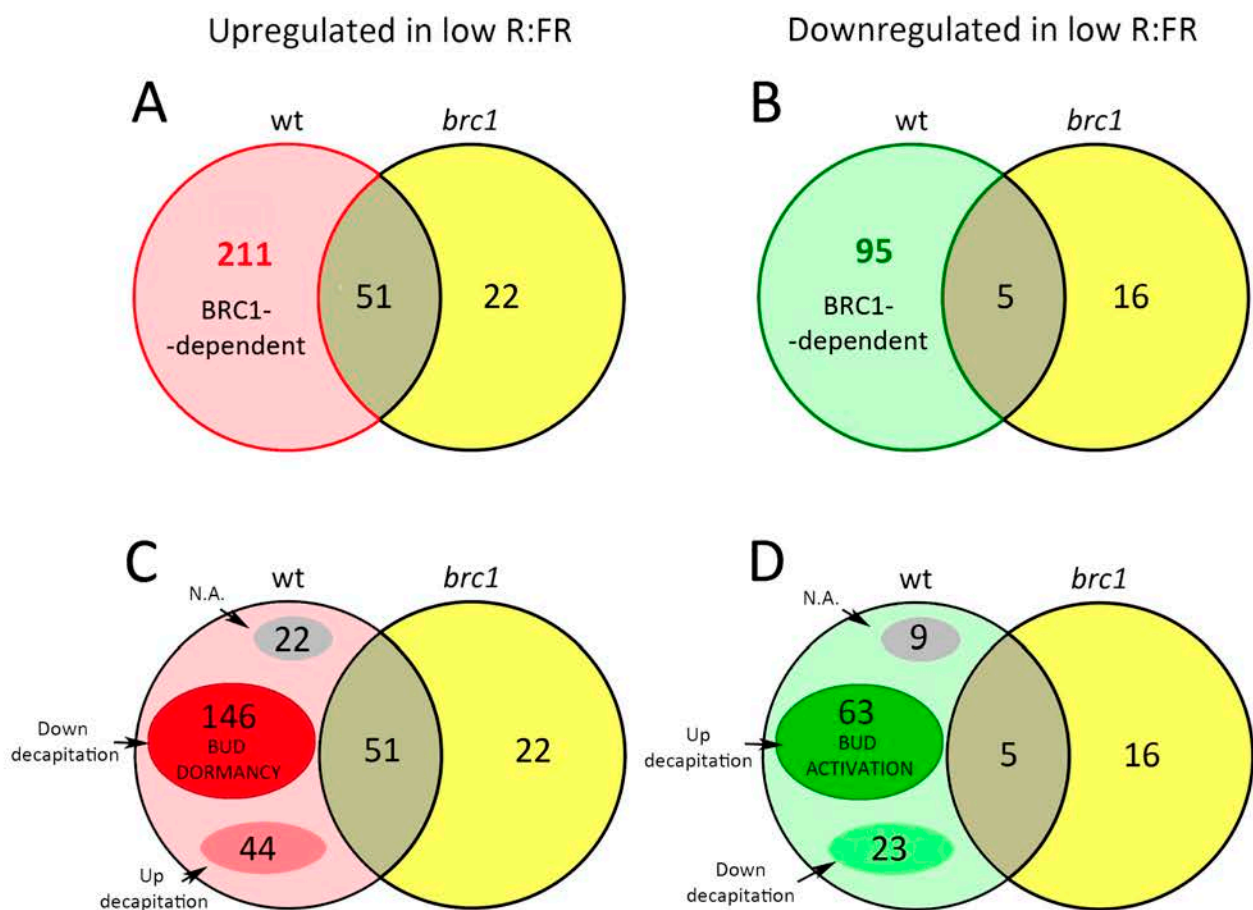 Upregulated in low R:FR
Downregulated in low R:FR
A
wt
brc1
211
BRC1-
-dependent
51
22
B
wt
brc1
95
BRC1-
-dependent
5
16
C
wt
brc1
N.A.
22
Down
decapitation
146
BUD
DORMANCY
51
22
44
Up
decapitation
D
wt
brc1
N.A.
9
Up
decapitation
63
BUD
ACTIVATION
5
16
23
Down
decapitation